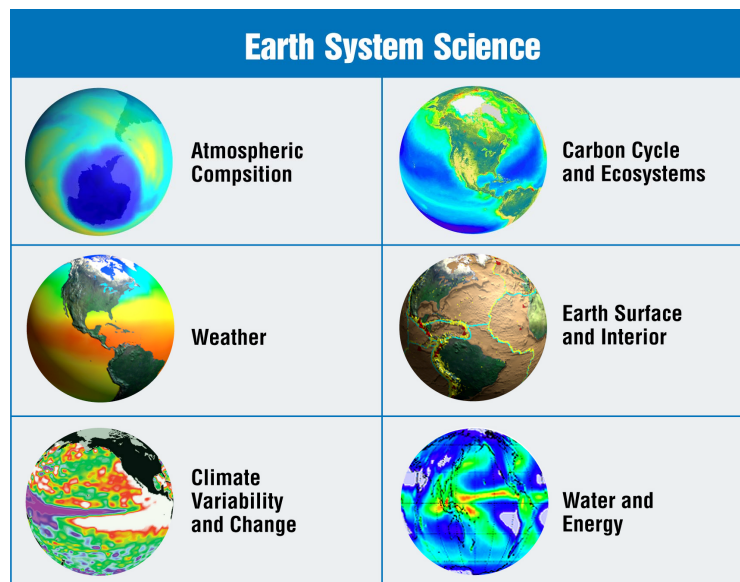 Earth System Science
Atmospheric
Compsition
Carbon Cycle
and Ecosystems
Weather
Earth Surface
and Interior
Climate
Variability
and Change
Water and
Energy